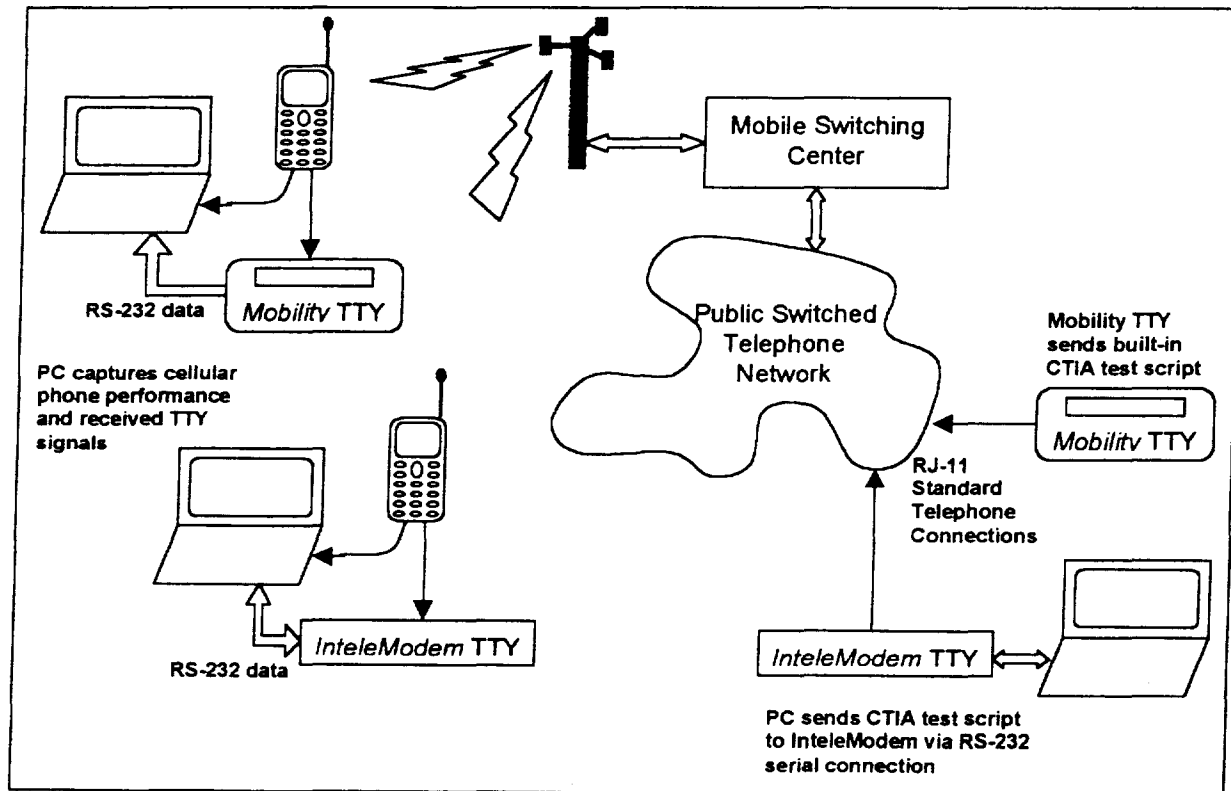 Mobile Switching
Center
RS-232 data
Mobility TTY
Public Switched
Telephone
Network
Mobility TTY
sends built-in
CTIA test script
Mobility TTY
PC captures cellular
phone performance
and received TTY
signals
RJ-11
Standard
Telephone
Connections
InteleModem TTY
RS-232 data
InteleModem TTY
PC sends CTIA test script
to InteleModem via RS-232
serial connection